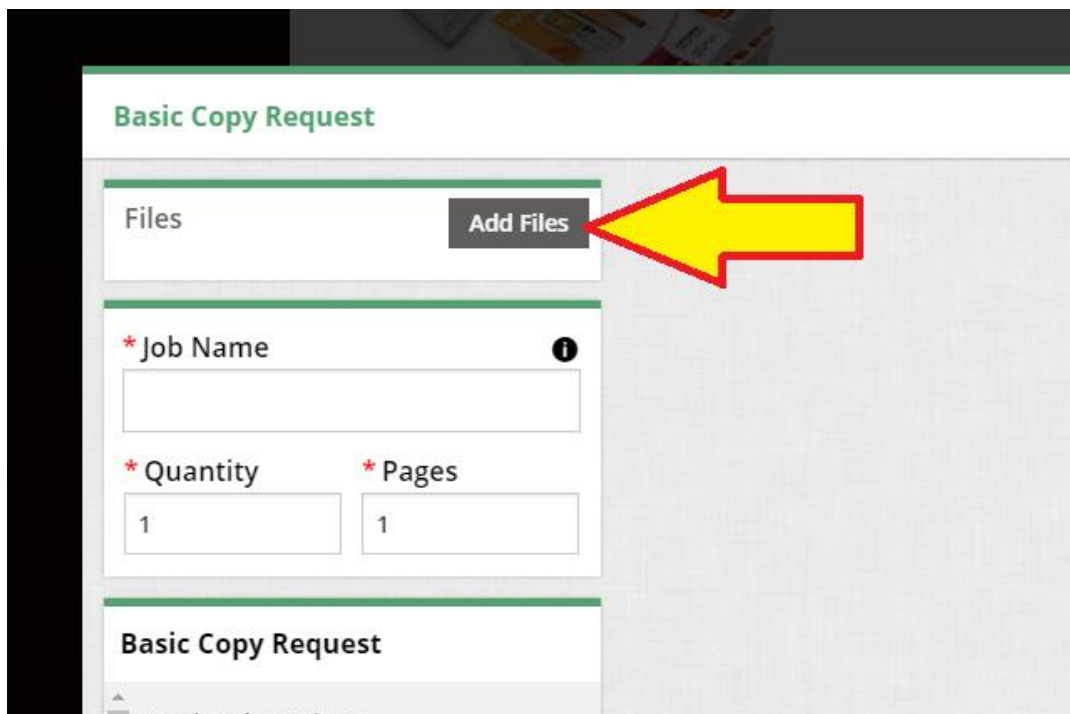 Basic Copy Request
Files
Add Files
* Job Name
* Quantity * Pages
1 1
Basic Copy Request